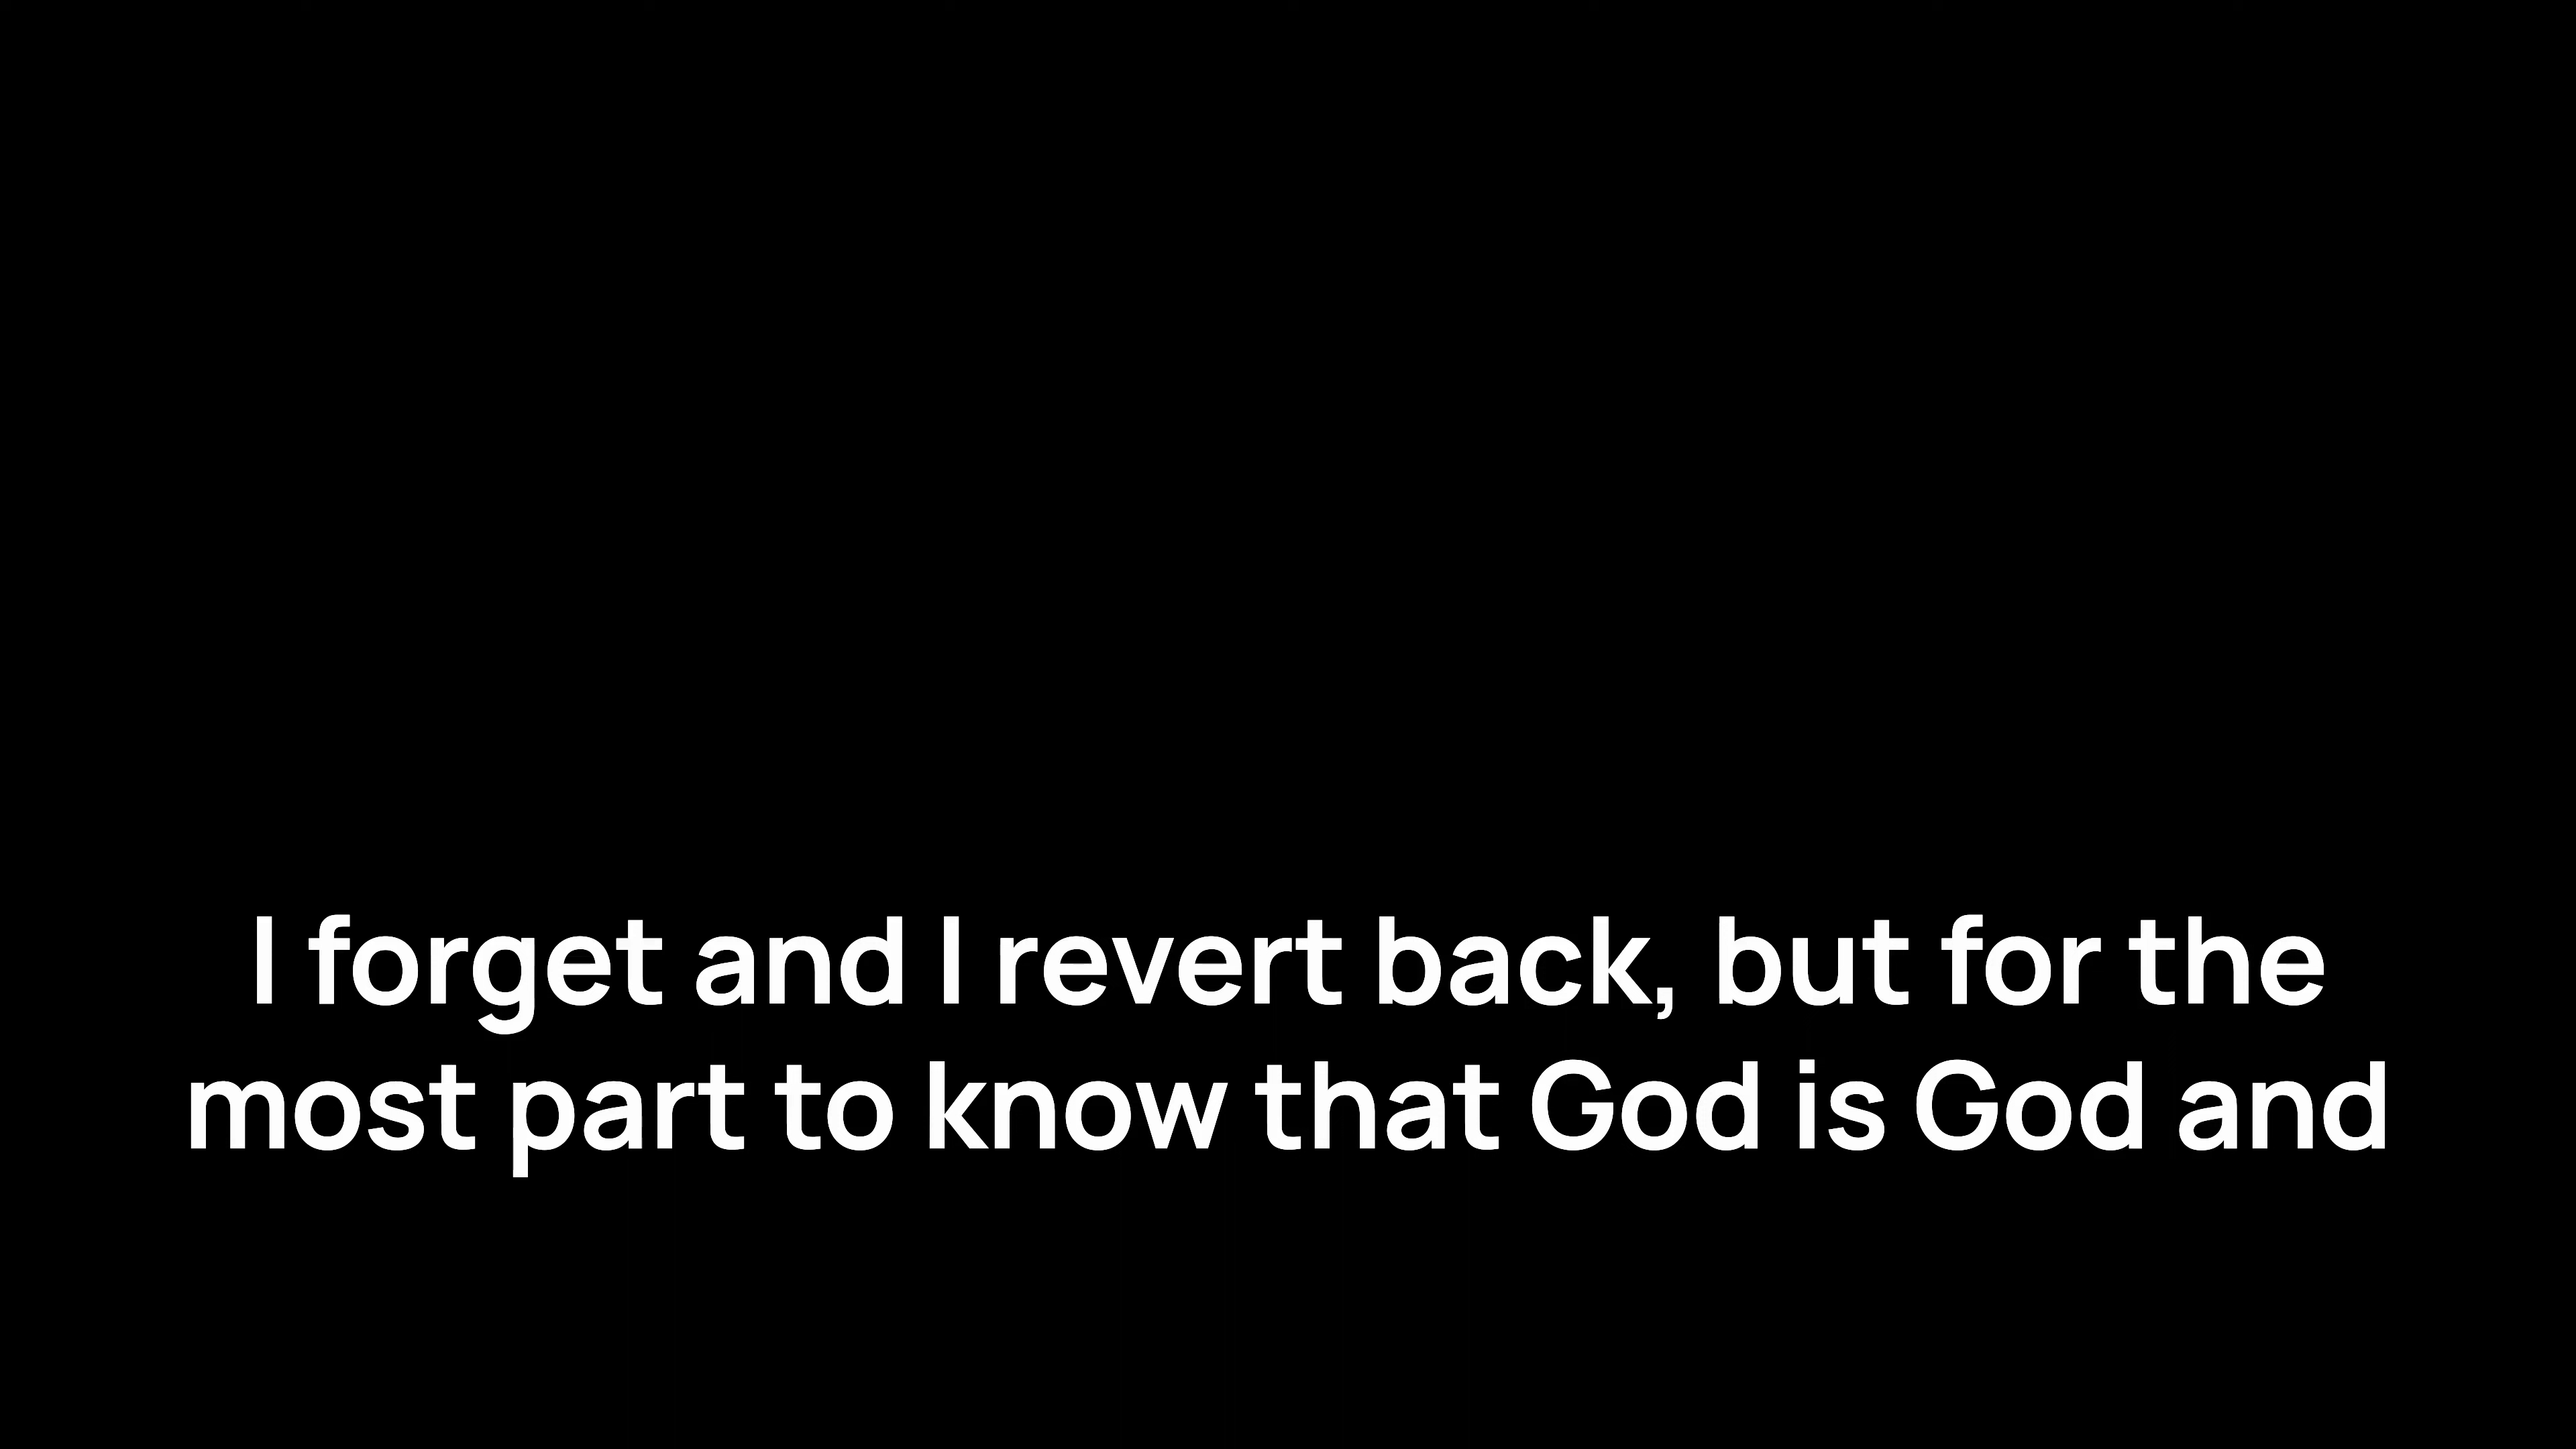 I forget and I revert back, but for the
most part to know that God is God and